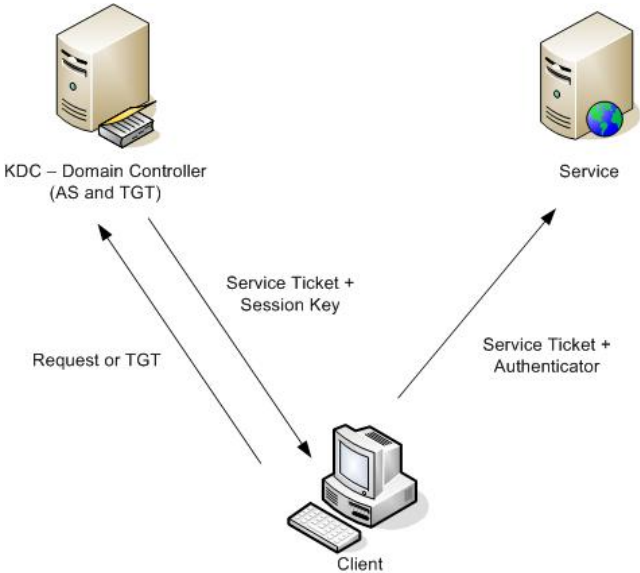 KDC – Domain Controller
(AS and TGT)
Service
Service Ticket +
Session Key
Request or TGT
Service Ticket +
Authenticator
Client